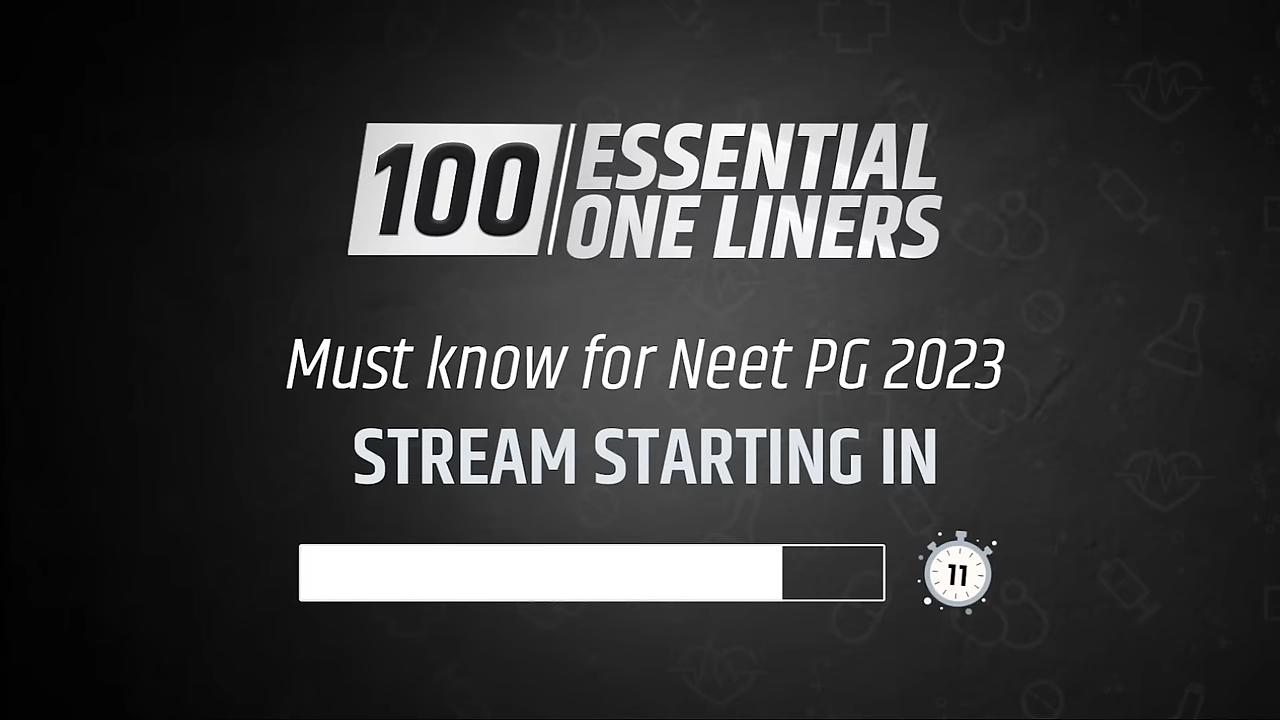 100
ESSENTIAL
ONE LINERS
Must know for Neet PG 2023
STREAM STARTING IN
11